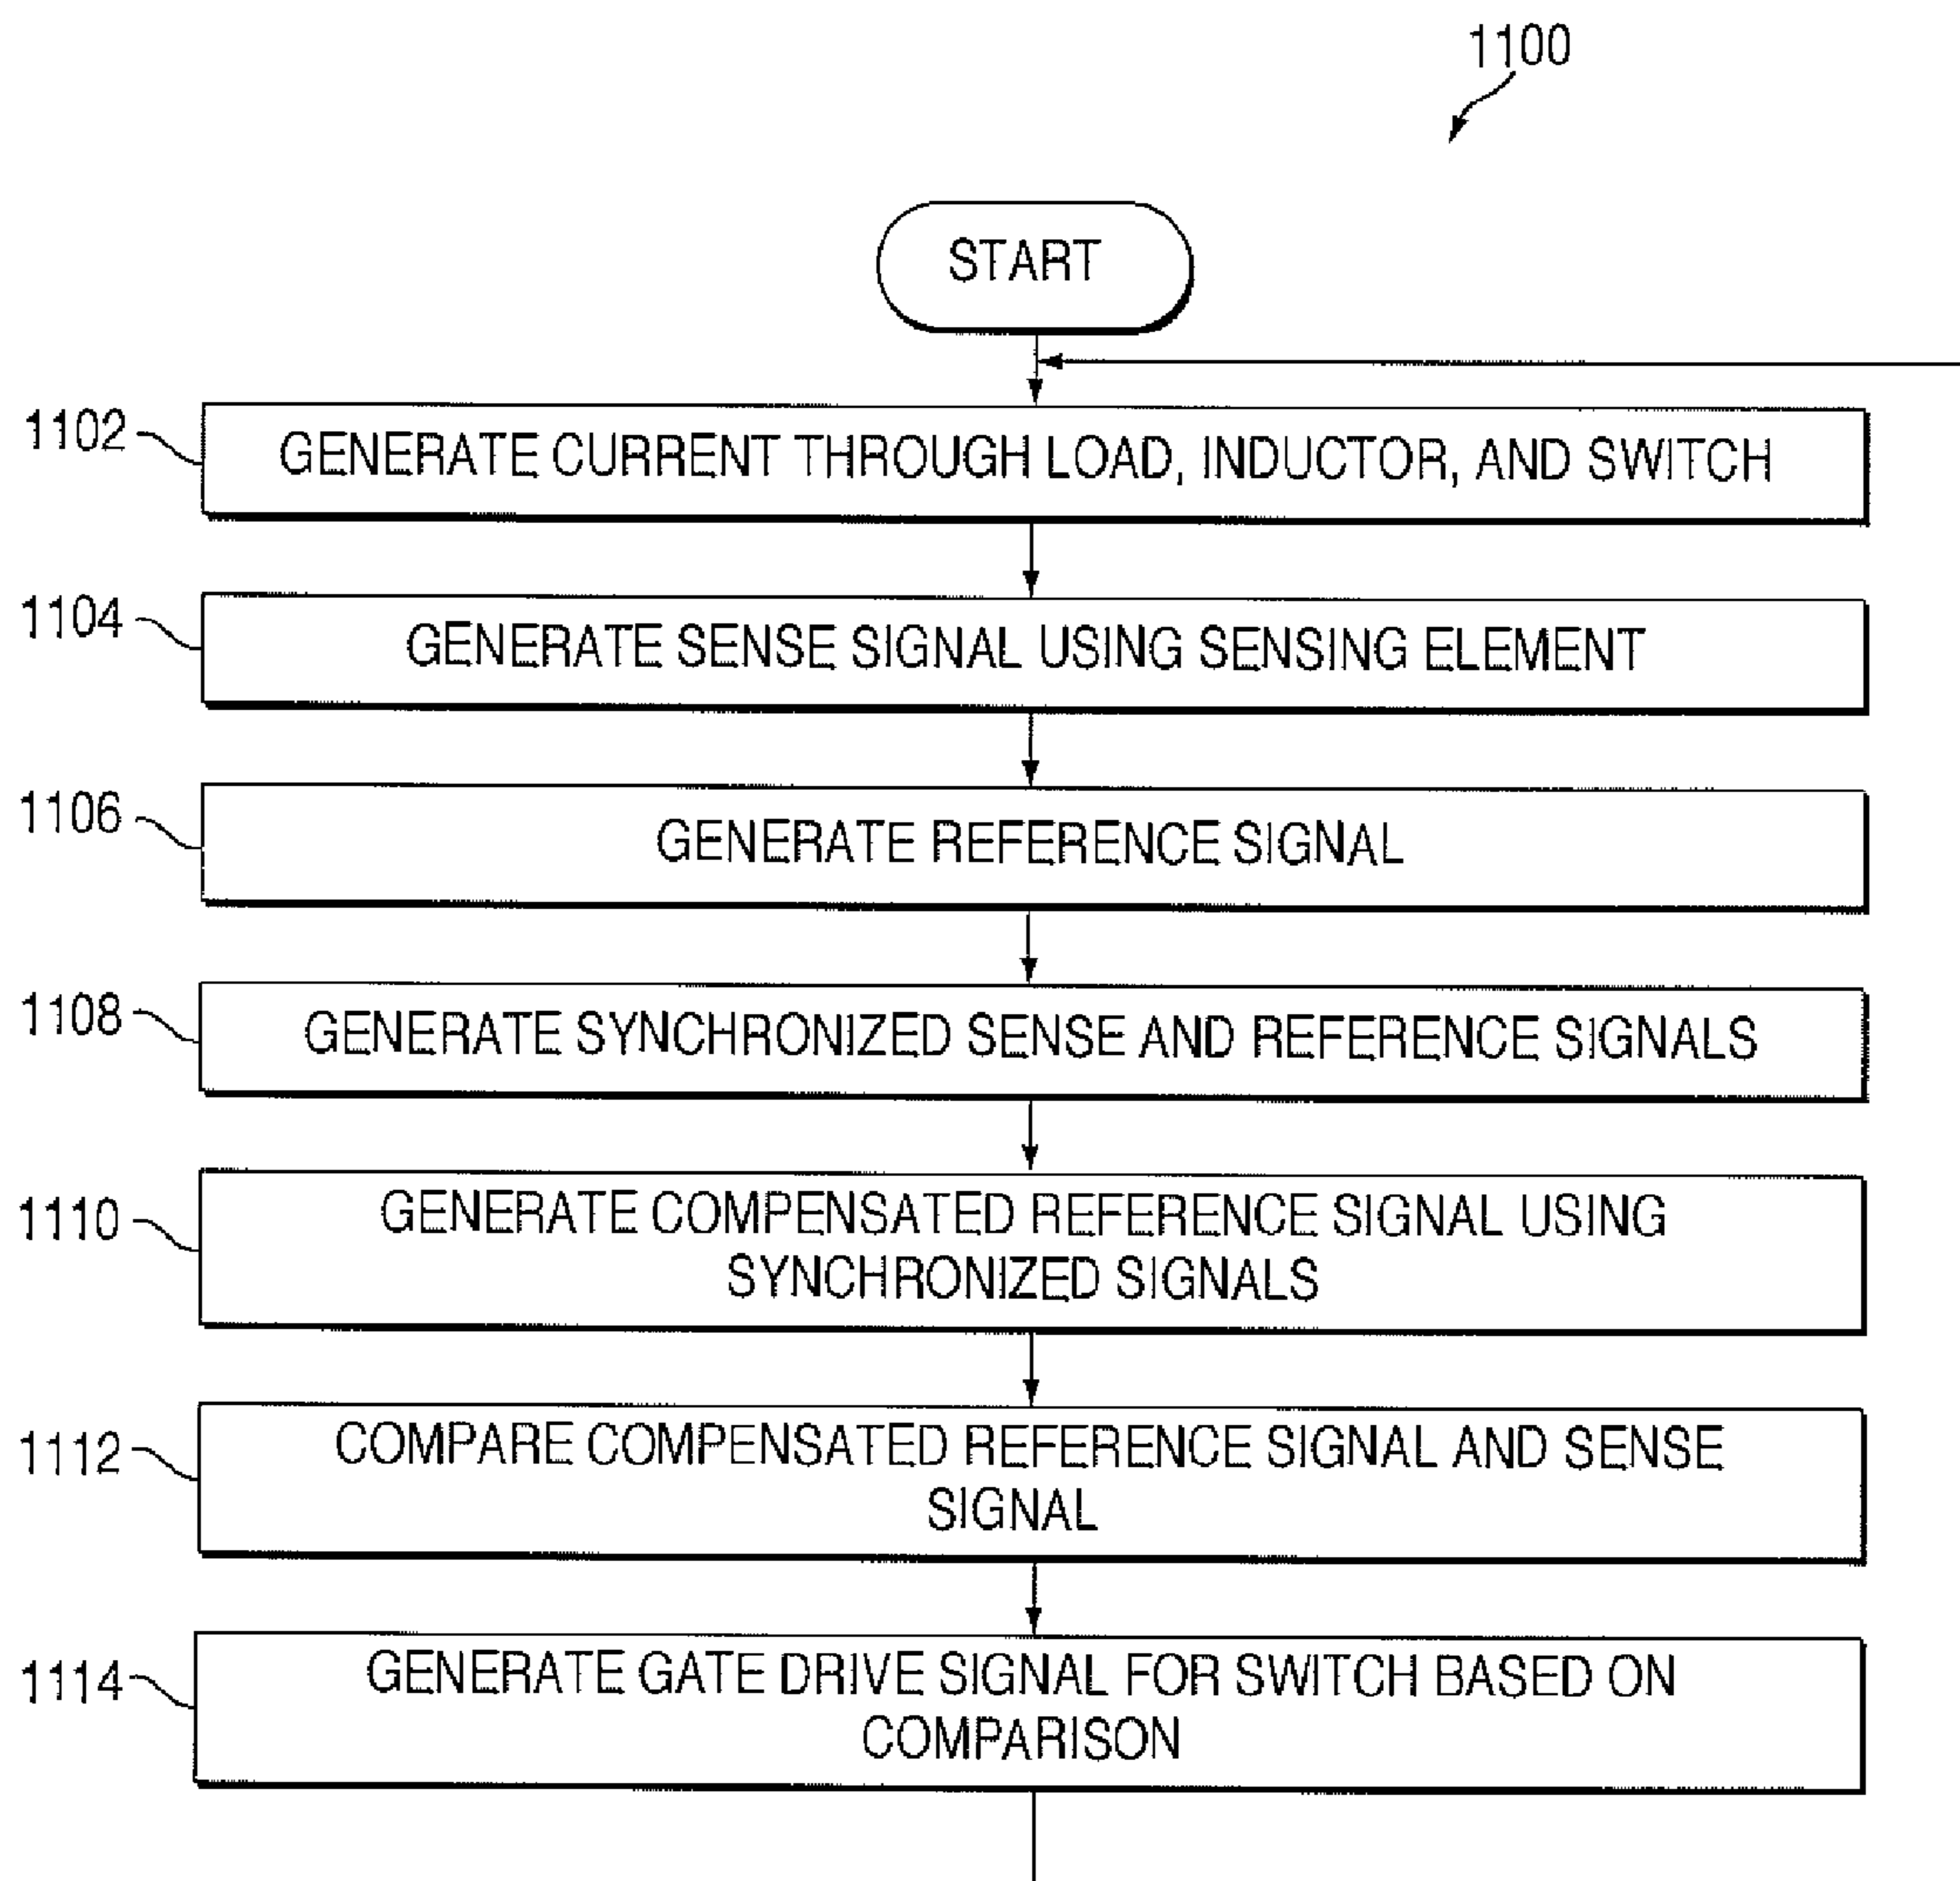 1100
START
1102
GENERATE CURRENT THROUGH LOAD, INDUCTOR, AND SWITCH
1104
GENERATE SENSE SIGNAL USING SENSING ELEMENT
1106
GENERATE REFERENCE SIGNAL
1108
GENERATE SYNCHRONIZED SENSE AND REFERENCE SIGNALS
1110
GENERATE COMPENSATED REFERENCE SIGNAL USING
SYNCHRONIZED SIGNALS
1112
COMPARE COMPENSATED REFERENCE SIGNAL AND SENSE
SIGNAL
1114
GENERATE GATE DRIVE SIGNAL FOR SWITCH BASED ON
COMPARISON